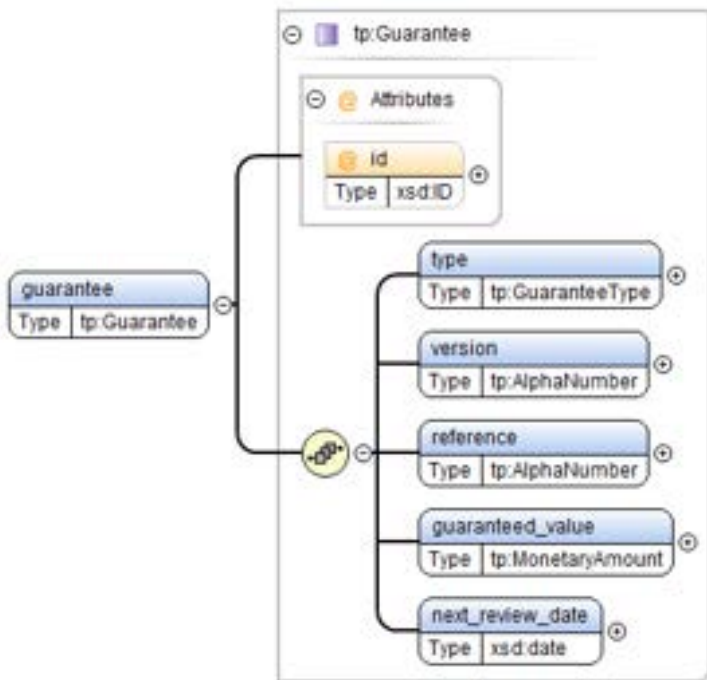 tp:Guarantee
@ Attributes
@ id
Type xsd:ID
guarantee
Type tp:Guarantee
type
Type tp:GuaranteeType
version
Type tp:AlphaNumber
reference
Type tp:AlphaNumber
guaranteed_value
Type tp:MonetaryAmount
next_review_date
Type xsd:date